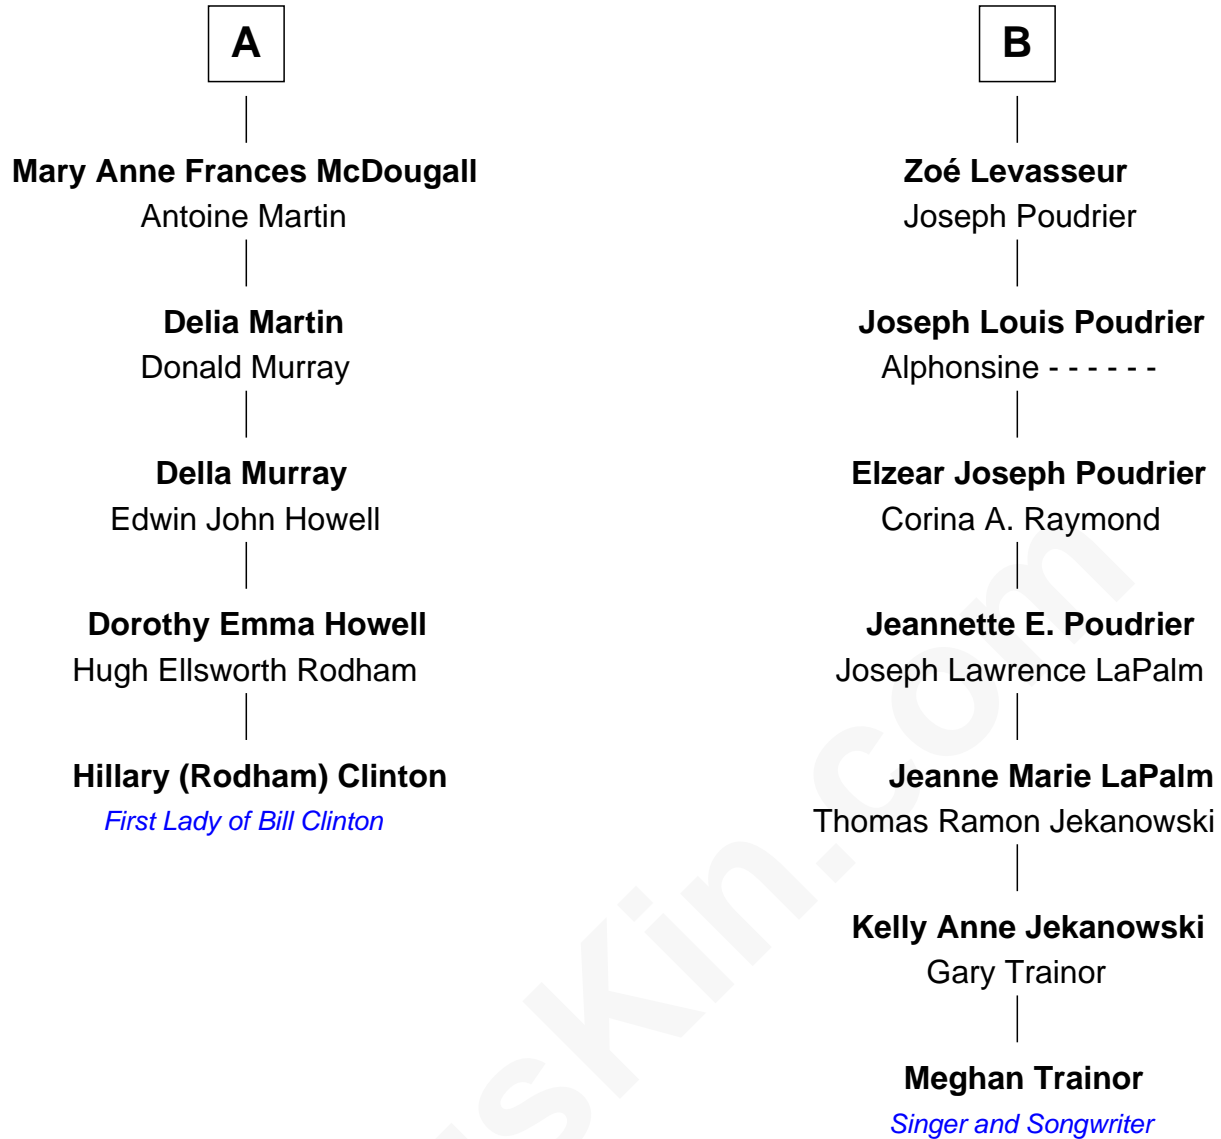 A
Mary Anne Frances McDougall
Antoine Martin
Delia Martin
Donald Murray
Della Murray
Edwin John Howell
Dorothy Emma Howell
Hugh Ellsworth Rodham
Hillary (Rodham) Clinton
First Lady of Bill Clinton
B
Zoé Levasseur
Joseph Poudrier
Joseph Louis Poudrier
Alphonsine - - - - - -
Elzear Joseph Poudrier
Corina A. Raymond
Jeannette E. Poudrier
Joseph Lawrence LaPalm
Jeanne Marie LaPalm
Thomas Ramon Jekanowski
Kelly Anne Jekanowski
Gary Trainor
Meghan Trainor
Singer and Songwriter